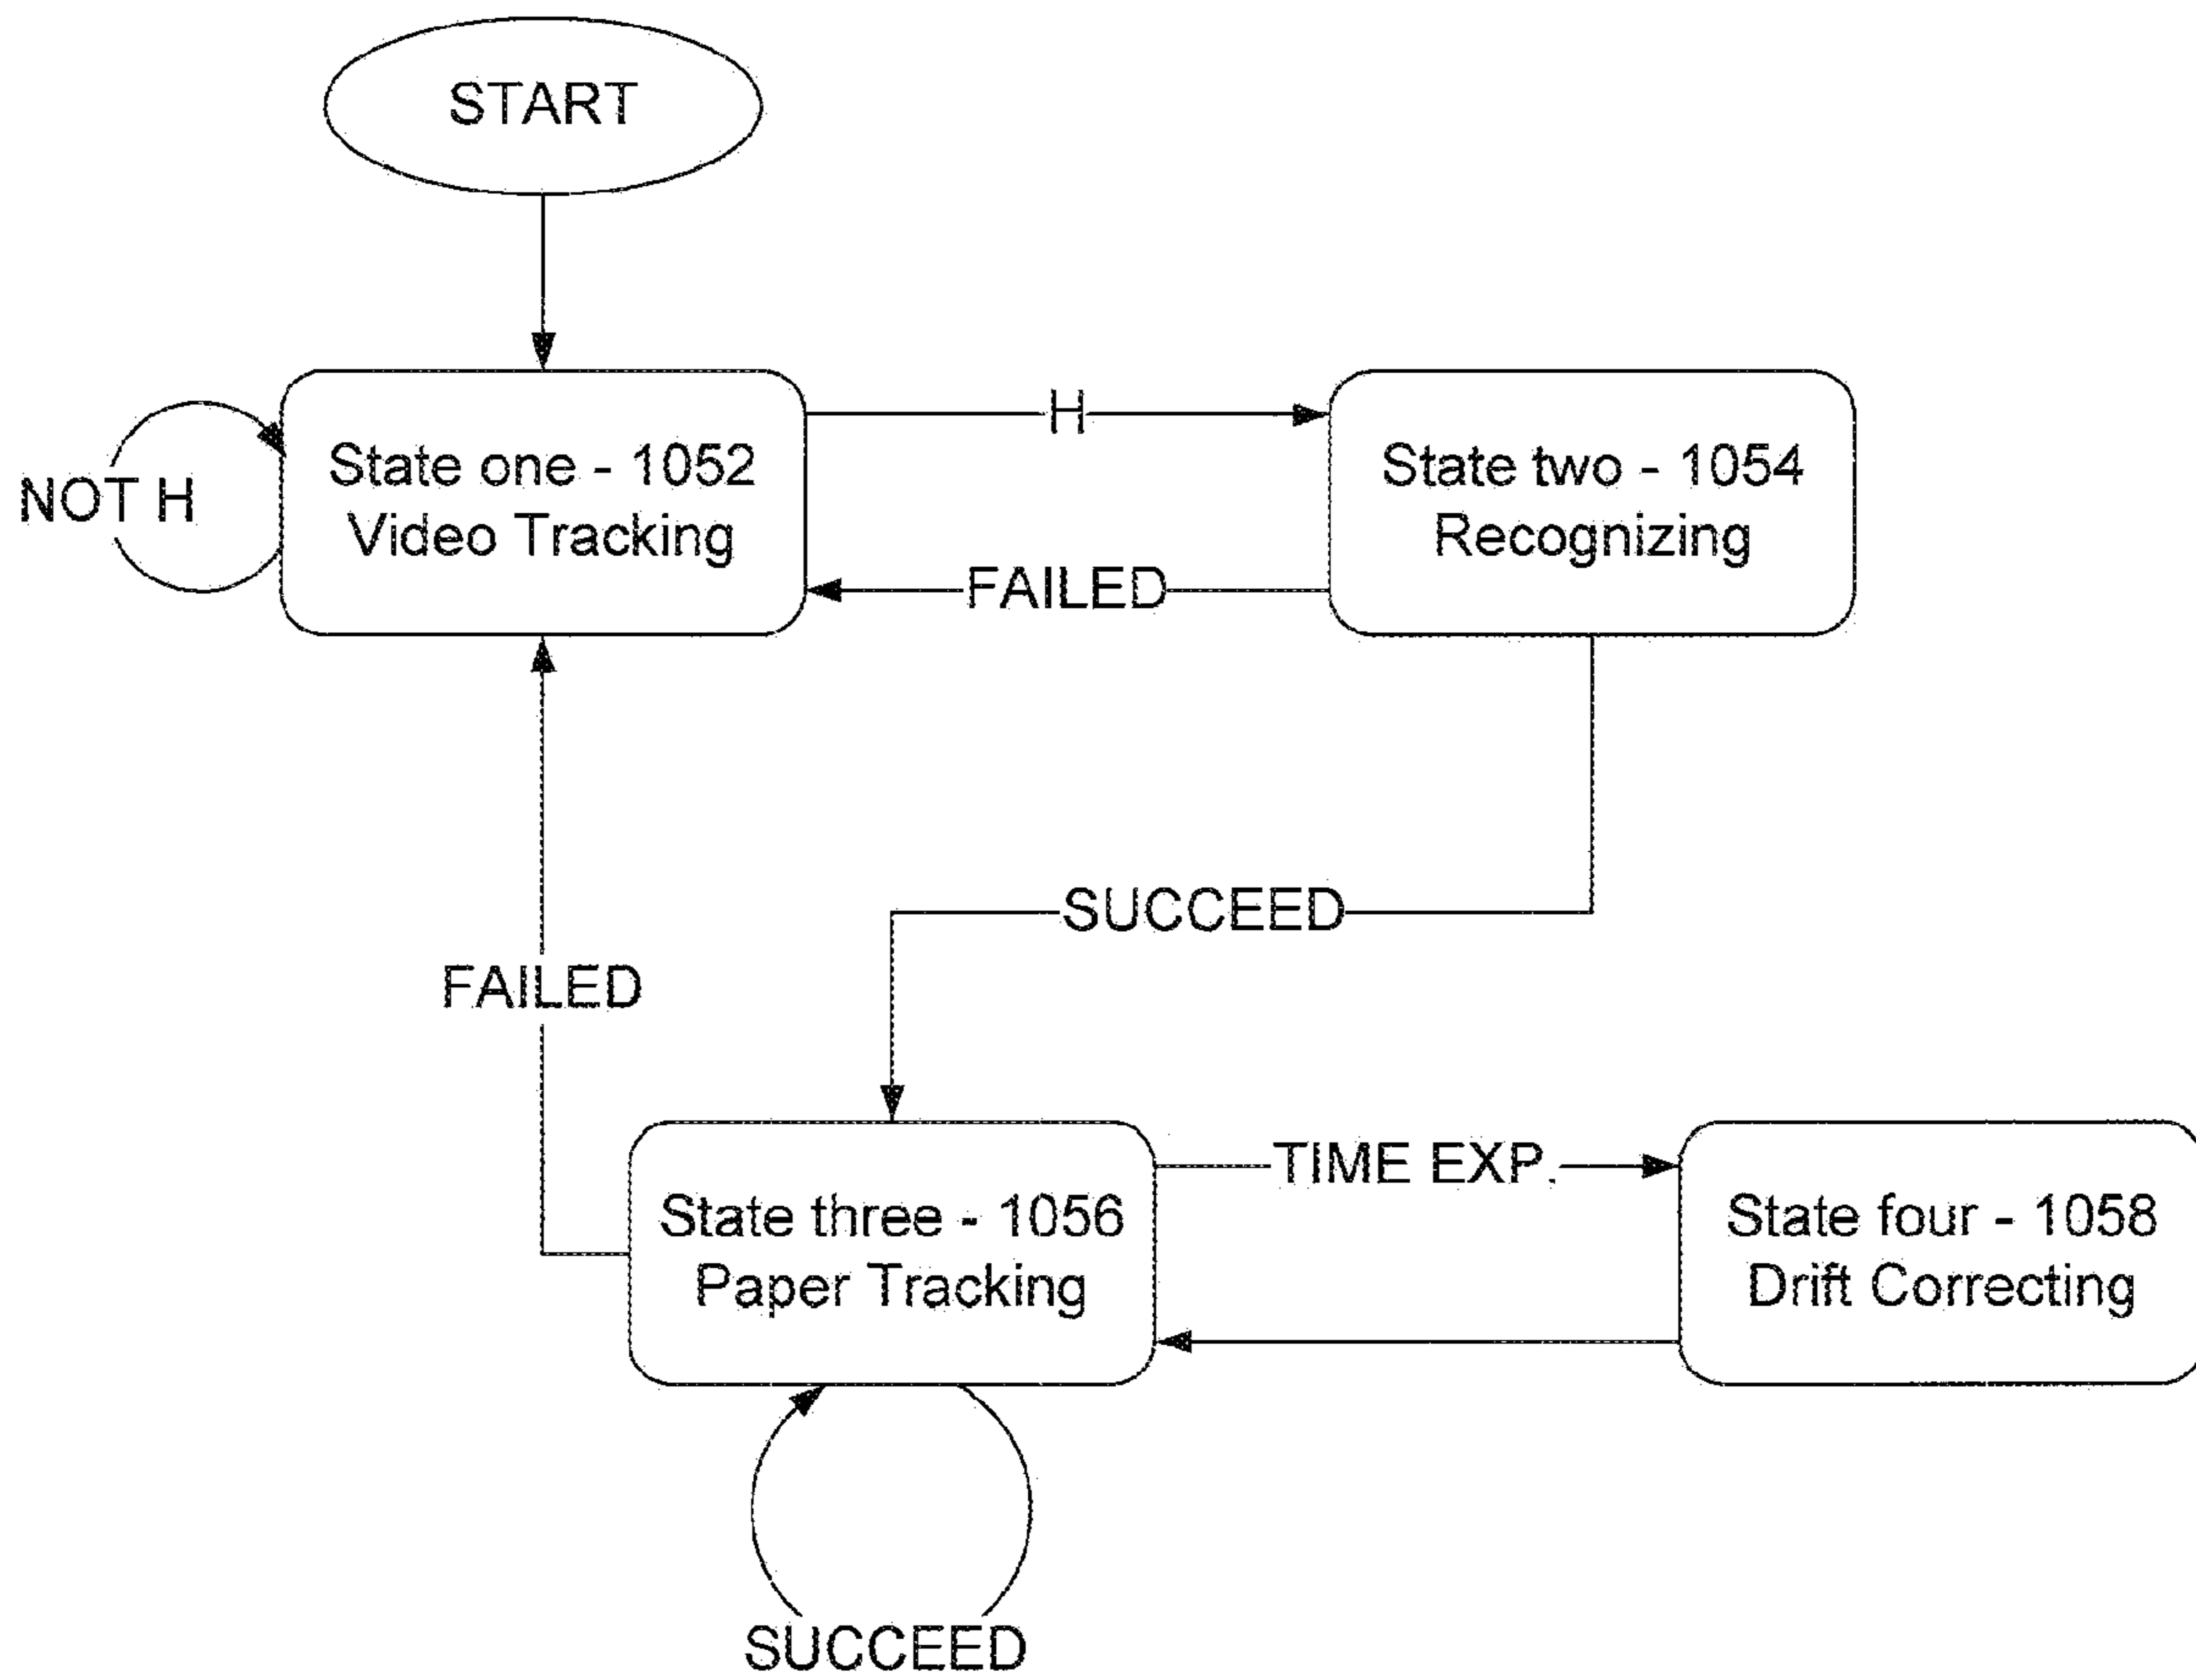 START
H
State one - 1052
Video Tracking
State two - 1054
Recognizing
NOT H
FAILED
SUCCEED
FAILED
TIME EXP.
State three - 1056
Paper Tracking
State four - 1058
Drift Correcting
SUCCEED